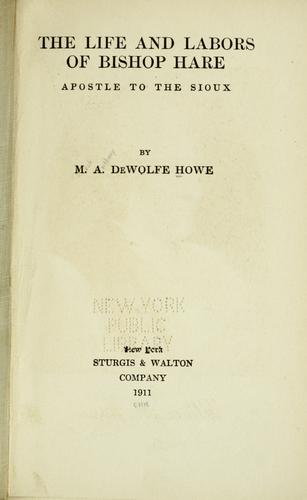 THE LIFE AND LABORS
OF BISHOP HARE
APOSTLE TO THE SIOUX
BY
M. A. DEWOLFE HOWE
NEW YORK
PUBLIC
LIBRARY
New York
STURGIS & WALTON
COMPANY
1911